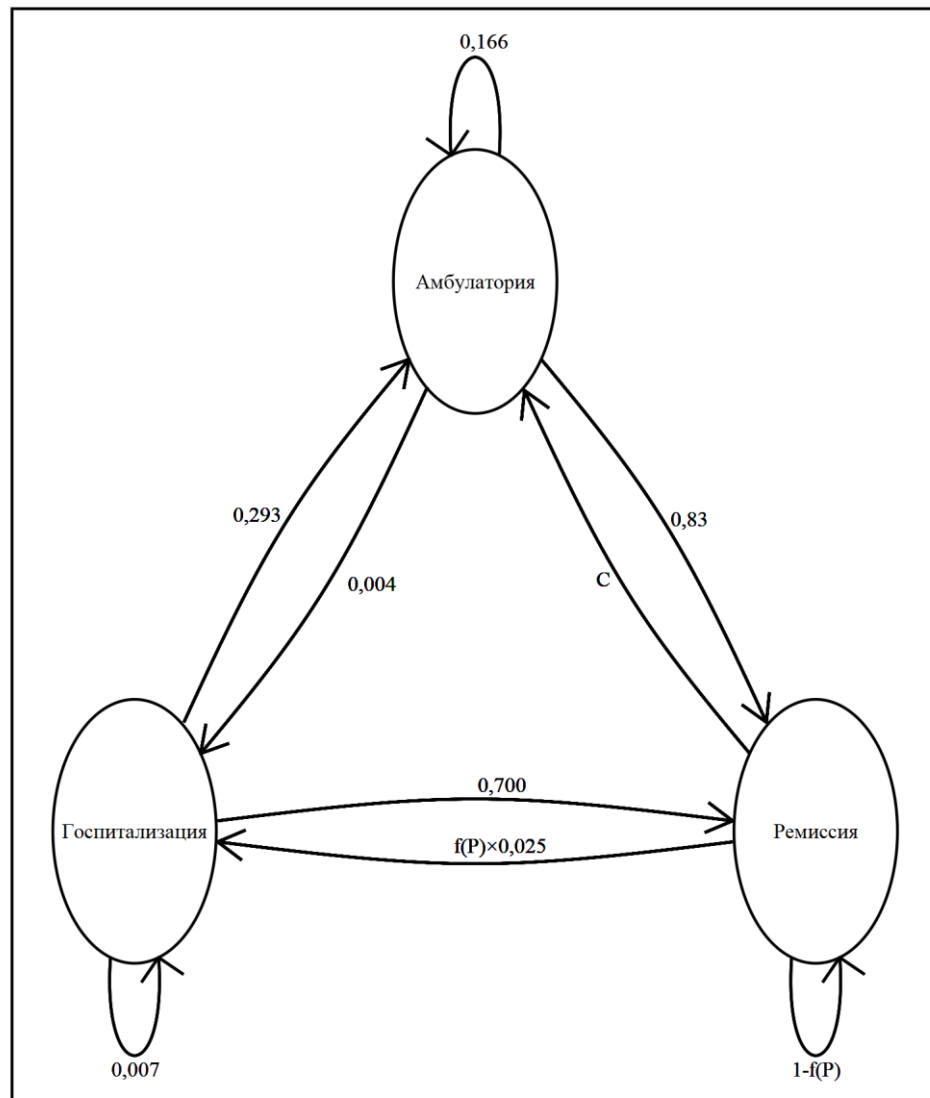 0,166
Амбулатория
0,293
0,83
C
0,004
0,700
Госпитализация
Ремиссия
f(P)×0,025
0,007
1-f(P)